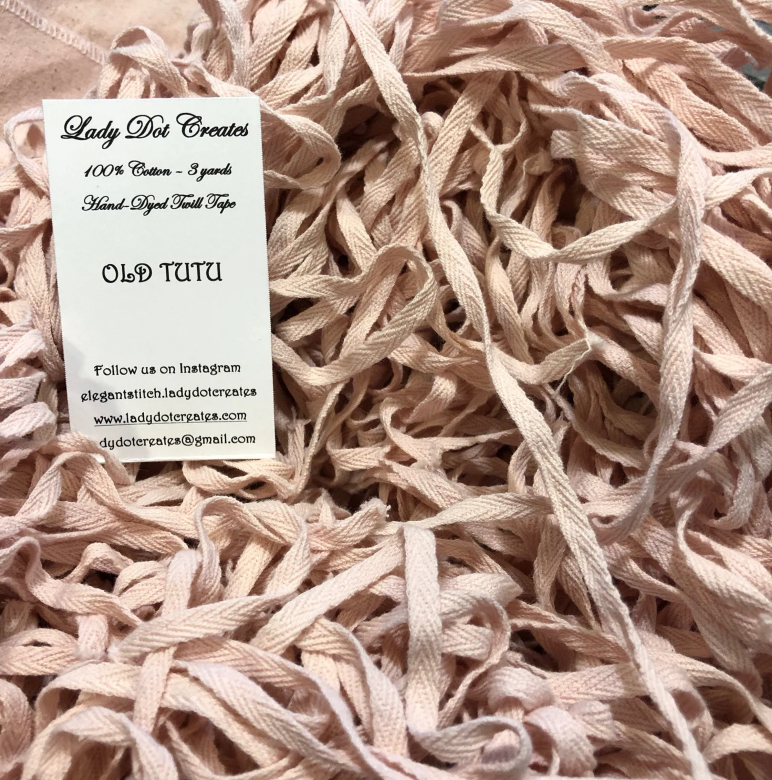 Lady Dot Creates
100% Cotton ~ 3 yards
Hand-Dyed Twill Tape
OLD TUTU
Follow us on Instagram
elegantstitch.ladydotcreates
www.ladydotcreates.com
dydotcreates@gmail.com